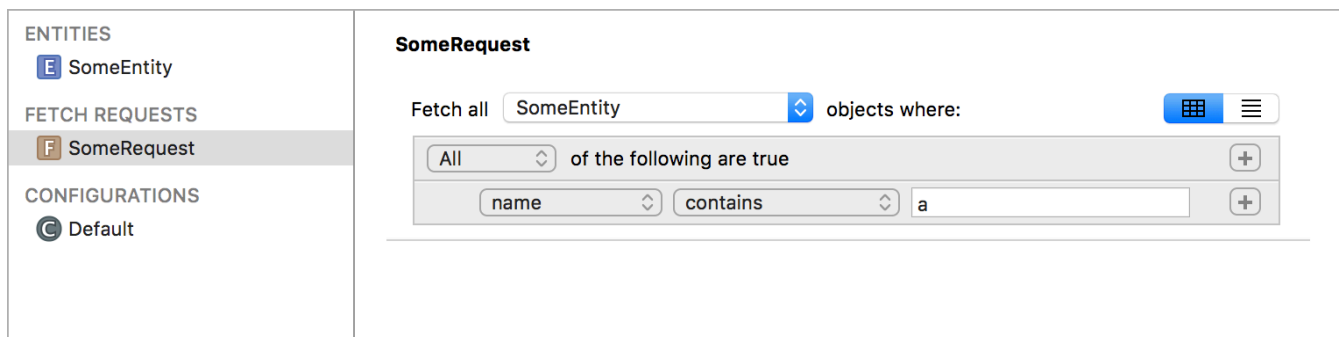 ENTITIES
E SomeEntity
FETCH REQUESTS
F SomeRequest
CONFIGURATIONS
C Default
SomeRequest
Fetch all SomeEntity objects where:
All of the following are true
name contains a